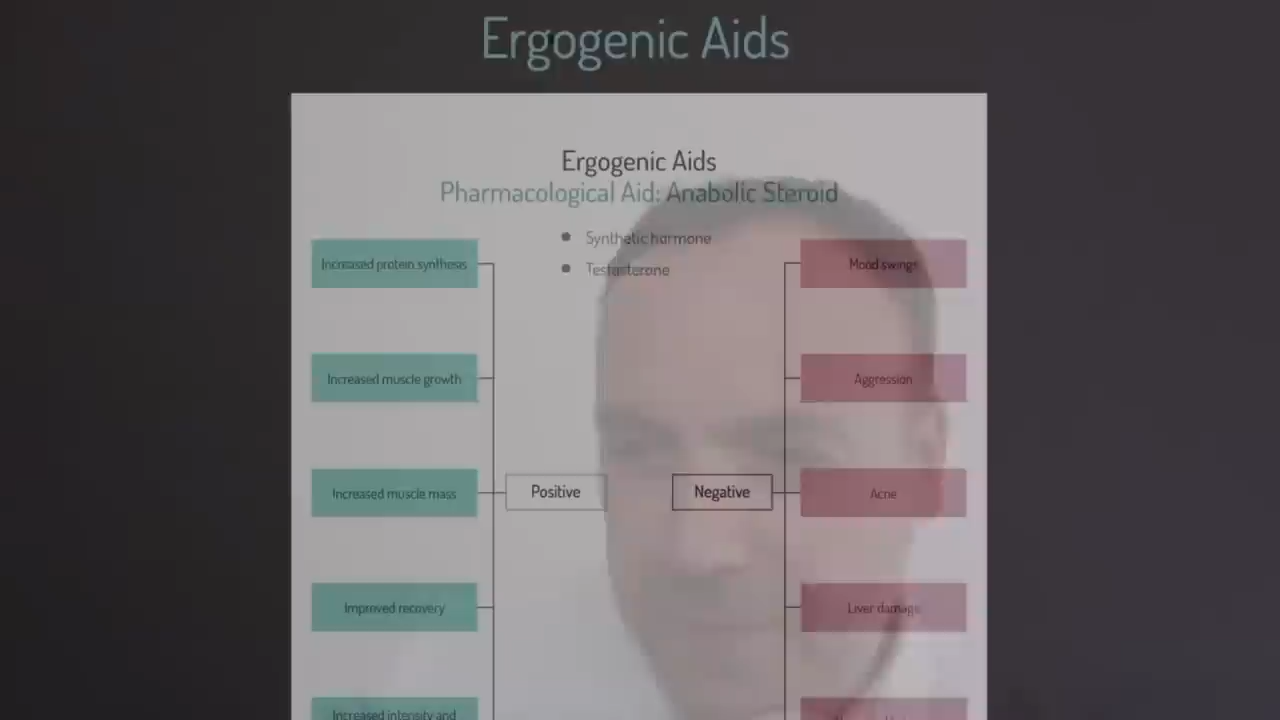 Ergogenic Aids
Ergogenic Aids
Pharmacological Aid: Anabolic Steroid
Synthetic hormone
Testosterone
Increased protein synthesis
Increased muscle growth
Increased muscle mass
Improved recovery
Increased intensity and
Positive
Negative
Mood swings
Aggression
Acne
Liver damage